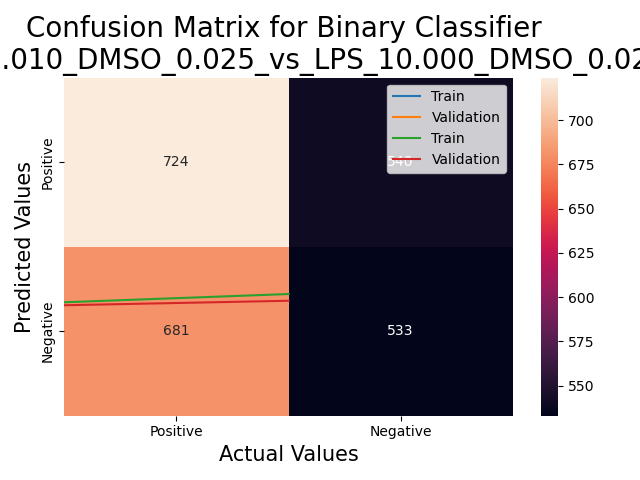 Confusion Matrix for Binary Classifier
.010_DMSO_0.025_vs_LPS_10.000_DMSO_0.02
Train
Validation
Train
Validation
Positive
Negative
Predicted Values
724
681
533
Positive
Negative
Actual Values
700
675
650
625
600
575
550